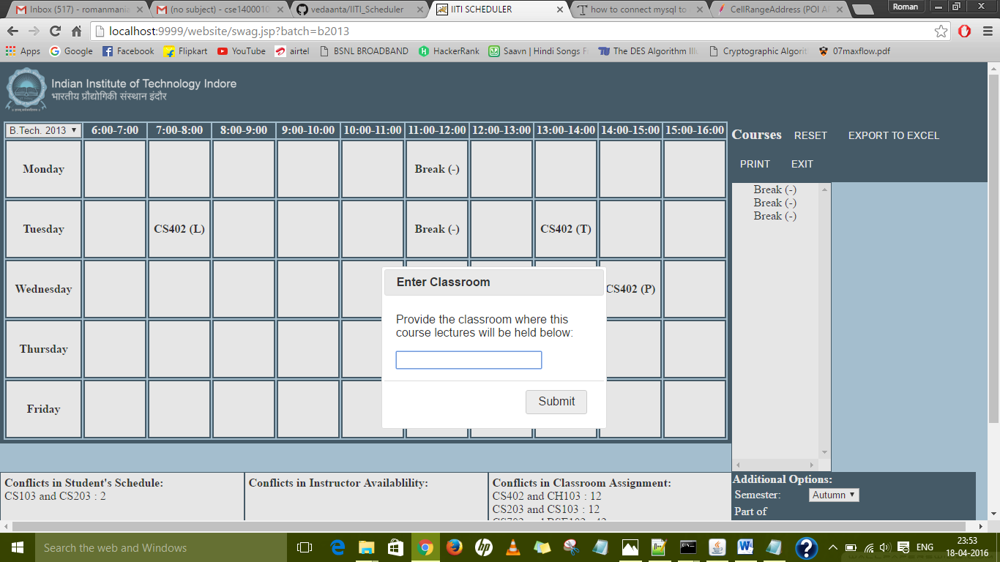 Inbox (517) - romanmania
(no subject) - cse1400010
vedaanta/IITI_Scheduler
IITI SCHEDULER
how to connect mysql to
CellRangeAddress (POI A
Roman
localhost:9999/website/swag.jsp?batch=b2013
Apps Google Facebook Flipkart YouTube airtel BSNL BROADBAND HackerRank Saavn | Hindi Songs F The DES Algorithm Illu Cryptographic Algorit 07maxflow.pdf
Indian Institute of Technology Indore
भारतीय प्रौद्योगिकी संस्थान इंदौर
B.Tech. 2013 6:00-7:00 7:00-8:00 8:00-9:00 9:00-10:00 10:00-11:00 11:00-12:00 12:00-13:00 13:00-14:00 14:00-15:00 15:00-16:00
Courses RESET EXPORT TO EXCEL
PRINT EXIT
Monday Break (-)
Tuesday CS402 (L) Break (-) CS402 (T)
Wednesday CS402 (P)
Thursday
Friday
Break (-)
Break (-)
Break (-)
Enter Classroom
Provide the classroom where this
course lectures will be held below:
Submit
Conflicts in Student's Schedule:
CS103 and CS203 : 2
Conflicts in Instructor Availablility:
Conflicts in Classroom Assignment:
CS402 and CH103 : 12
CS203 and CS103 : 12
Additional Options:
Semester: Autumn
Part of
Search the web and Windows
ENG
23:53
18-04-2016